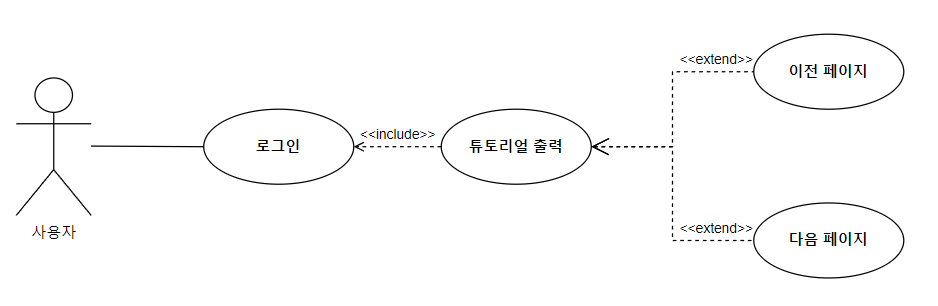 사용자
로그인
<<include>>
튜토리얼 출력
<<extend>>
이전 페이지
<<extend>>
다음 페이지